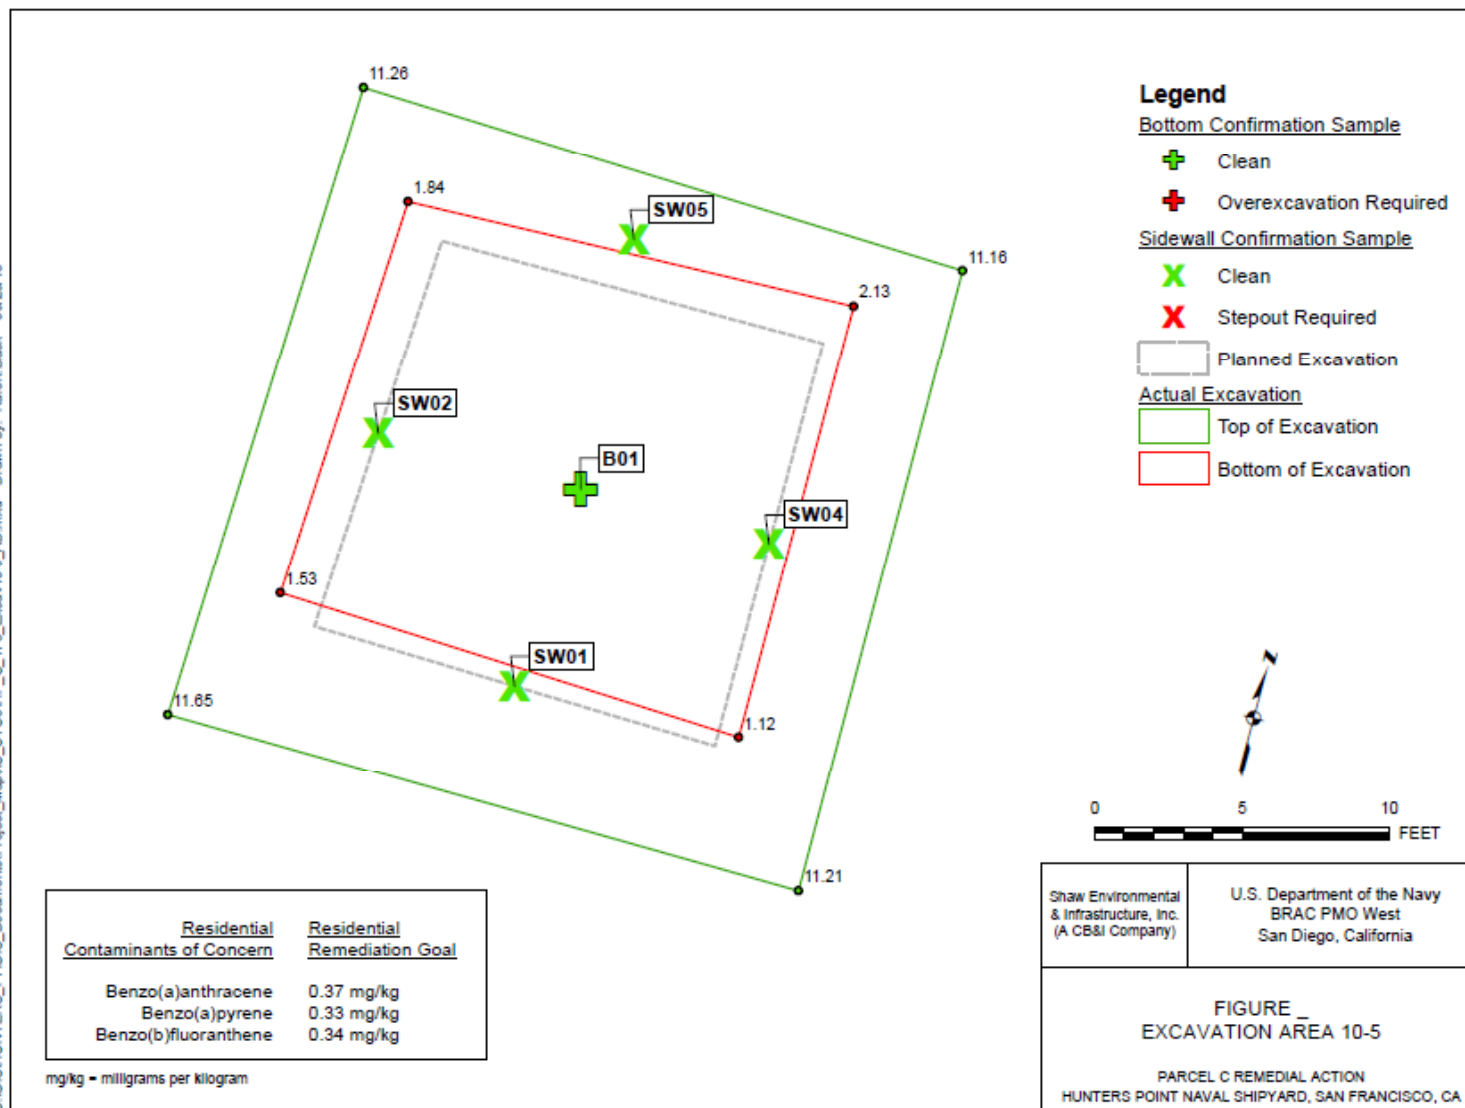 11.26
1.84
SW05
11.16
2.13
SW02
B01
SW04
1.53
SW01
11.65
1.12
11.21
Legend
Bottom Confirmation Sample
Clean
Overexcavation Required
Sidewall Confirmation Sample
Clean
Stepout Required
Planned Excavation
Actual Excavation
Top of Excavation
Bottom of Excavation
N
0 5 10
FEET
Residential Residential
Contaminants of Concern Remediation Goal
Benzo(a)anthracene 0.37 mg/kg
Benzo(a)pyrene 0.33 mg/kg
Benzo(b)fluoranthene 0.34 mg/kg
mg/kg = milligrams per kilogram
Shaw Environmental
& Infrastructure, Inc.
(A CB&I Company)
U.S. Department of the Navy
BRAC PMO West
San Diego, California
FIGURE _
EXCAVATION AREA 10-5
PARCEL C REMEDIAL ACTION
HUNTERS POINT NAVAL SHIPYARD, SAN FRANCISCO, CA